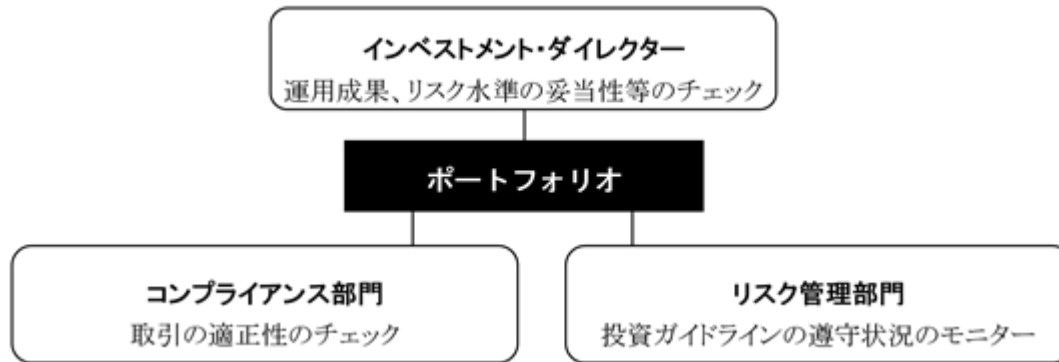 インベストメント・ダイレクター
運用成果、リスク水準の妥当性等のチェック
ポートフォリオ
コンプライアンス部門
取引の適正性のチェック
リスク管理部門
投資ガイドラインの遵守状況のモニター